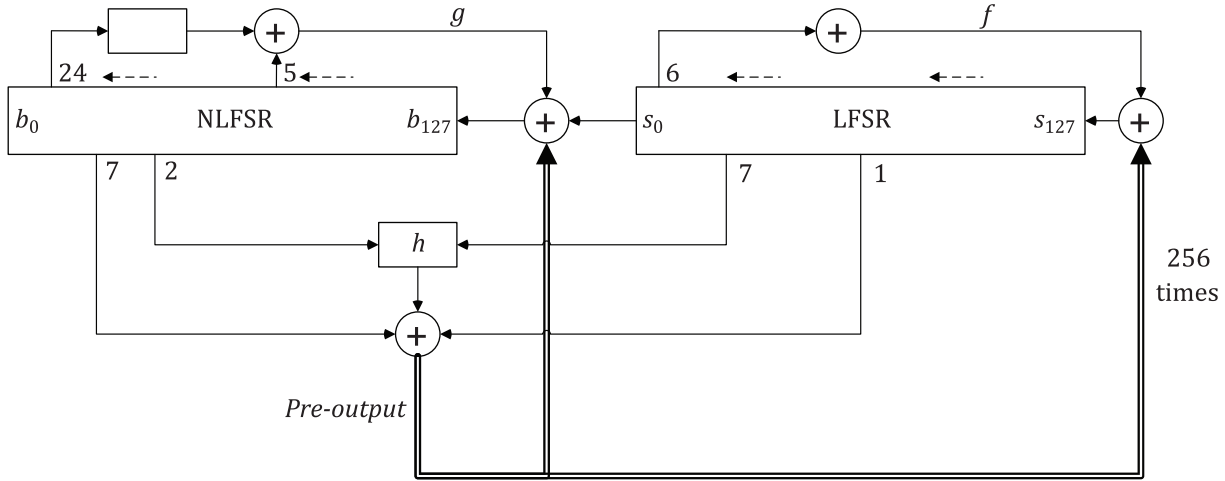 g
f
24
5
6
b0 NLFSR b127
s0 LFSR s127
+
+
+
+
7
2
7
1
h
+
256
times
Pre-output